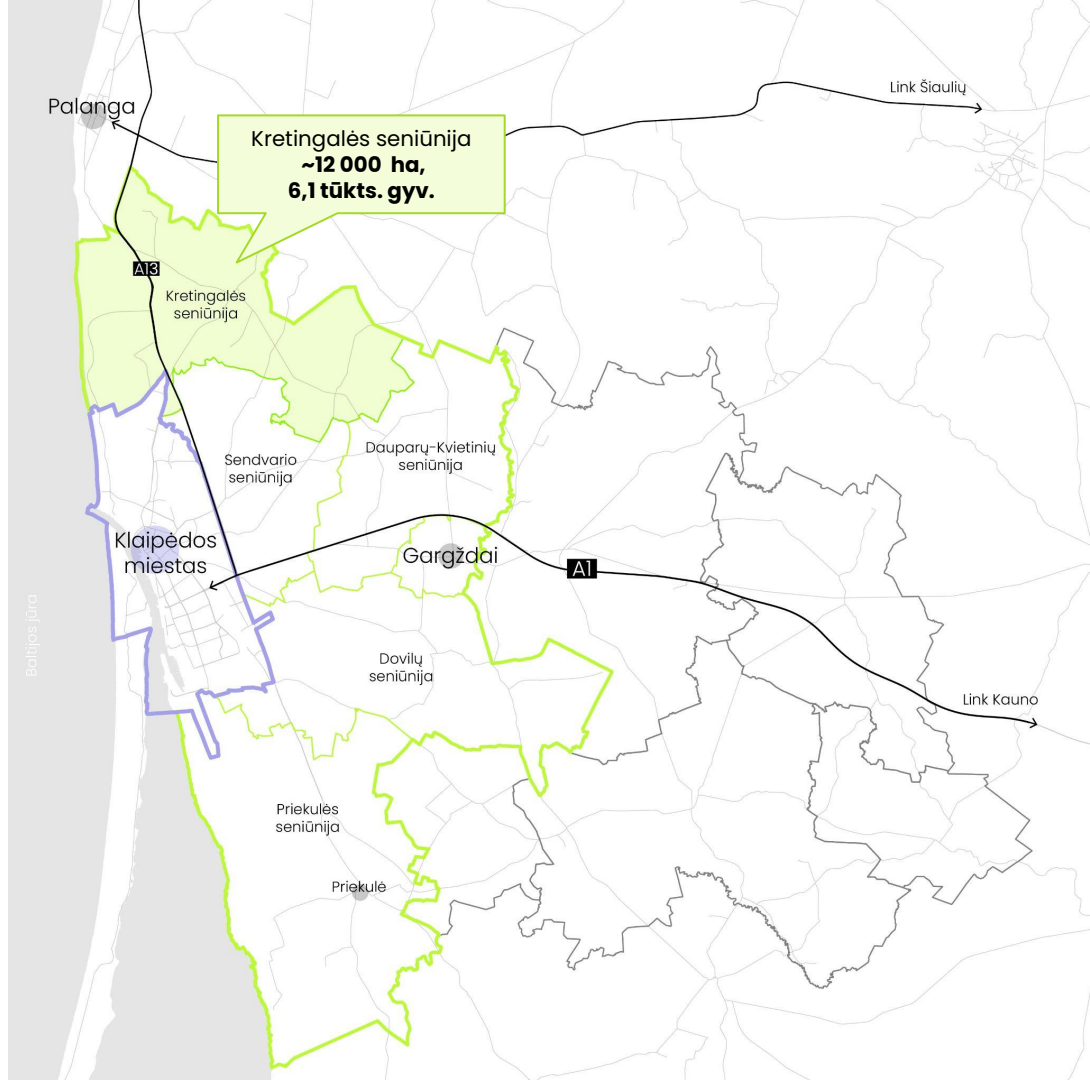 Link Šiaulių
Palanga
Kretingalės seniūnija
~12 000 ha,
6,1 tūkts. gyv.
A13
Kretingalės
seniūnija
Sendvario
seniūnija
Dauparų-Kvietinių
seniūnija
Klaipėdos
miestas
Gargždai
A1
Baltijos jūra
Dovilų
seniūnija
Link Kauno
Priekulės
seniūnija
Priekulė